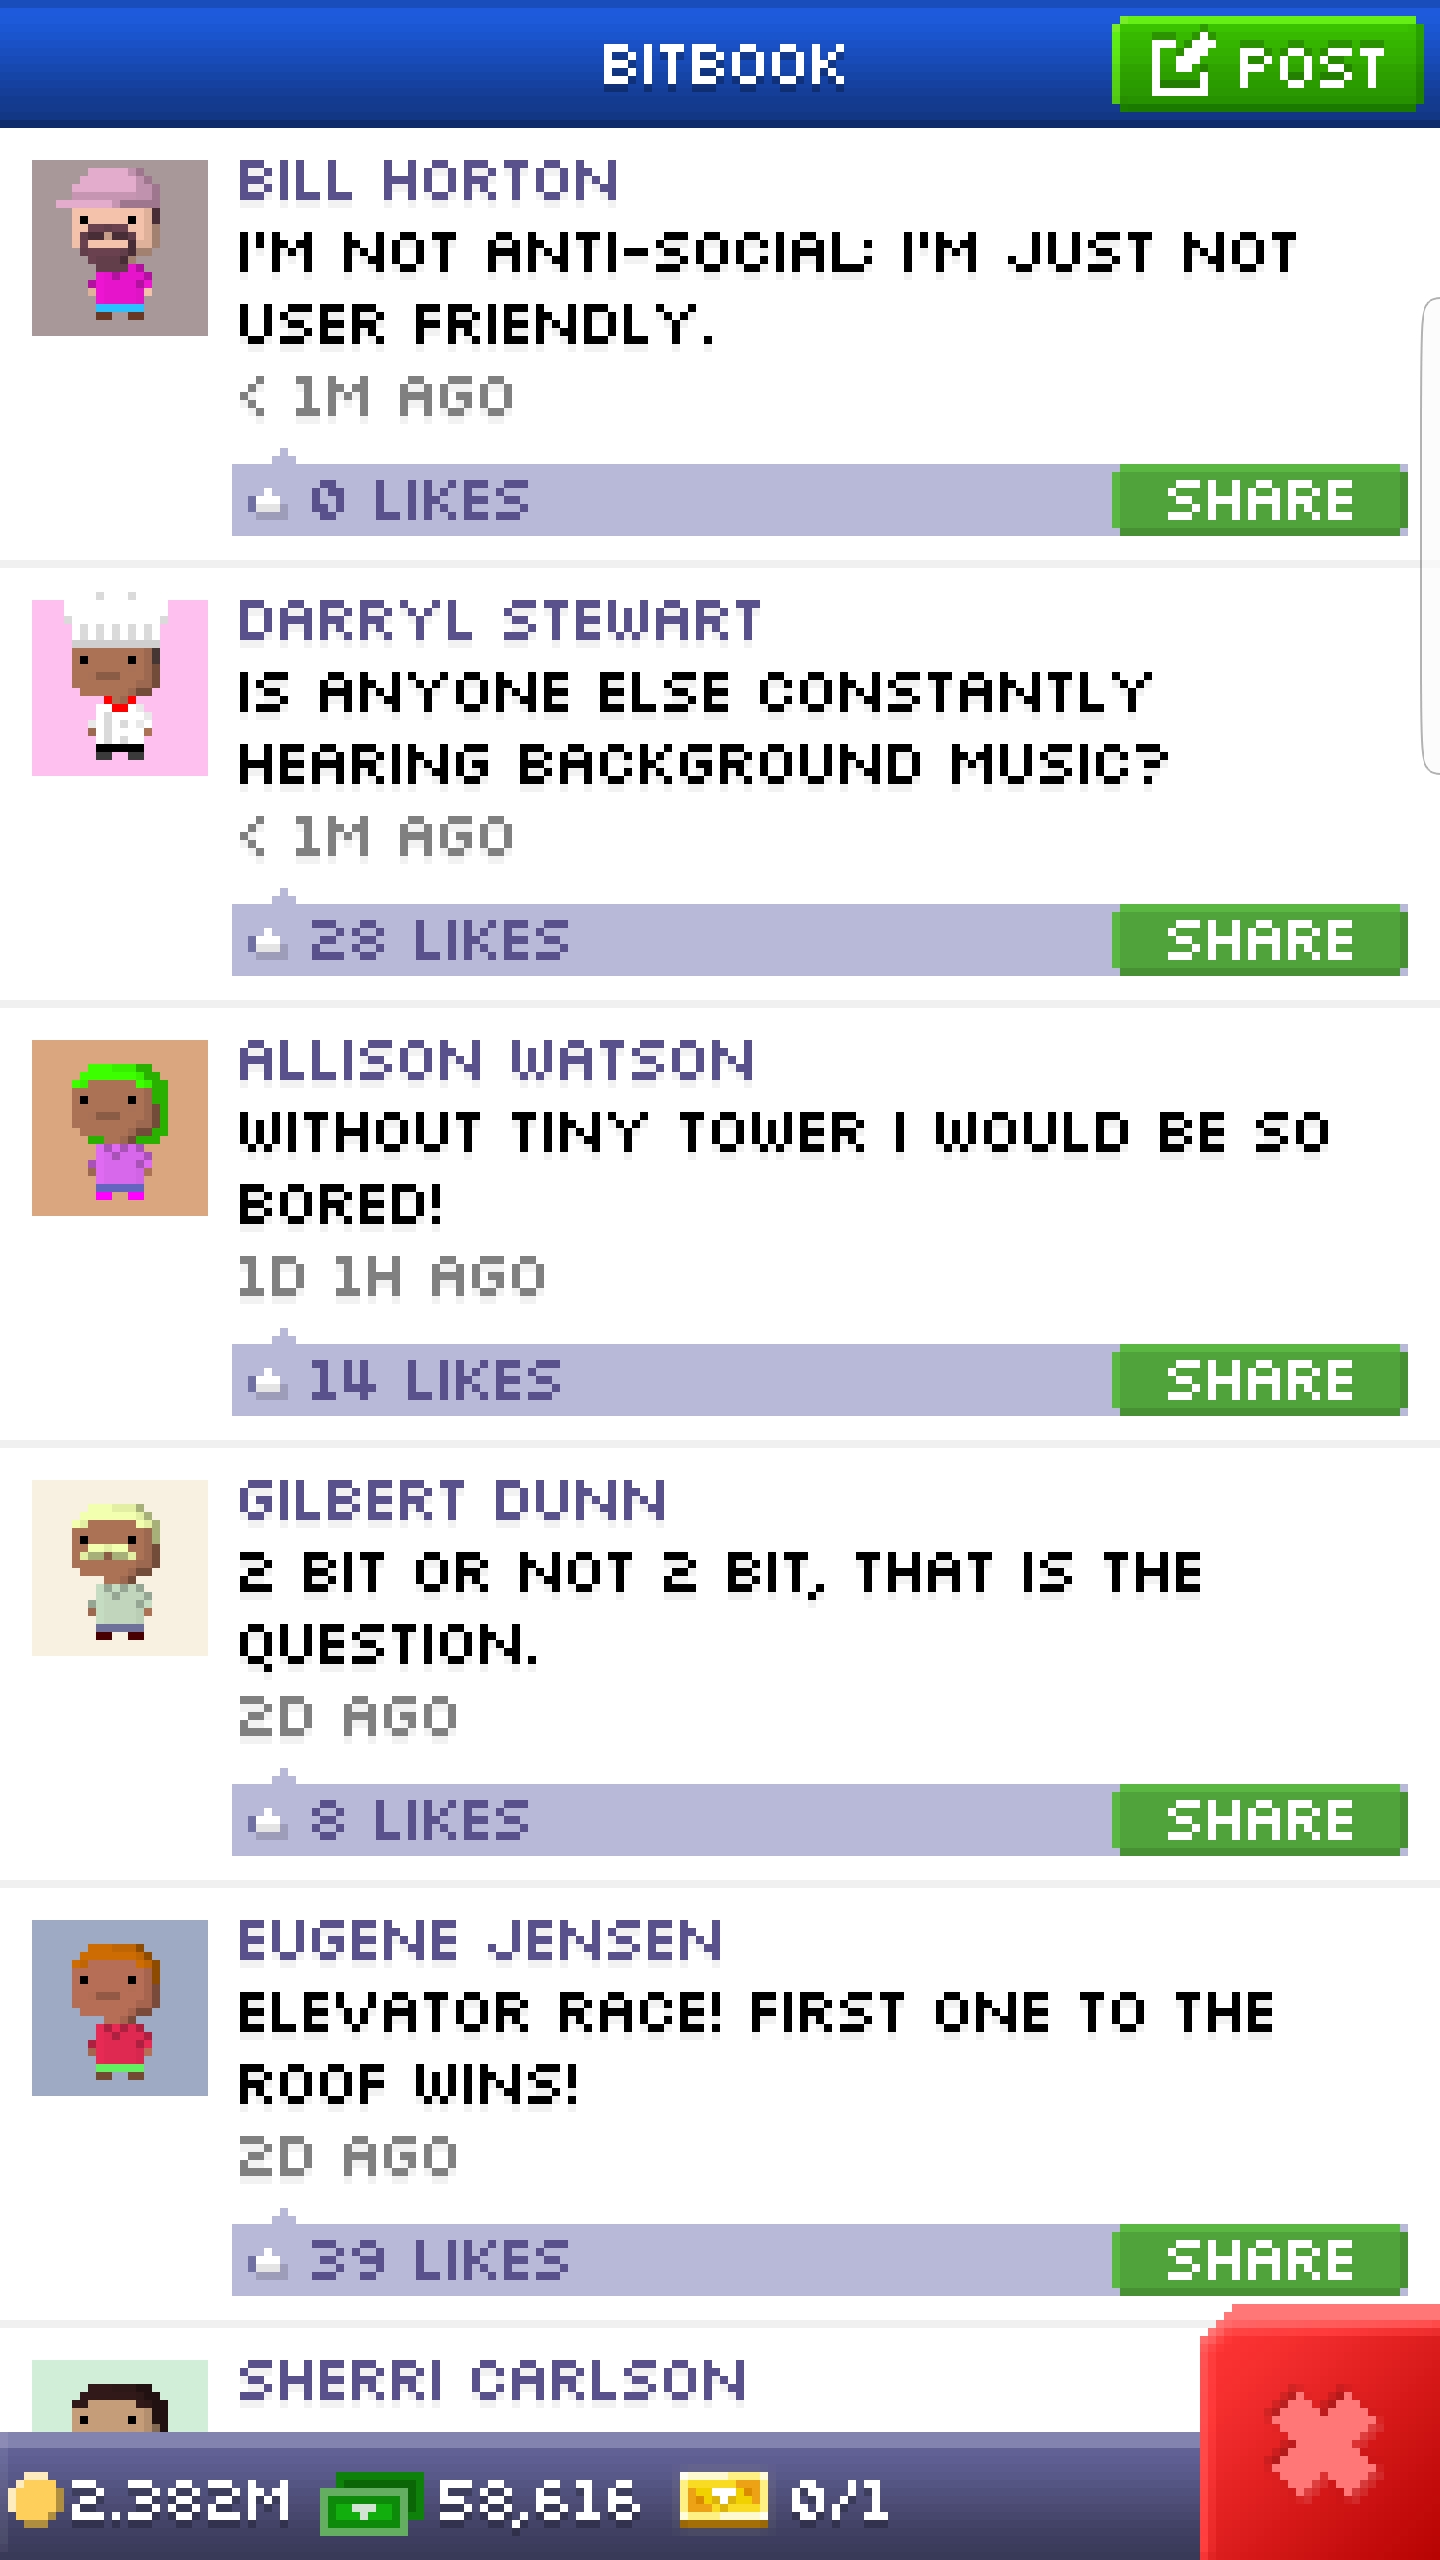 BITBOOK
POST
BILL HORTON
I'M NOT ANTI-SOCIAL; I'M JUST NOT
USER FRIENDLY.
< 1M AGO
0 LIKES
SHARE
DARRYL STEWART
IS ANYONE ELSE CONSTANTLY
HEARING BACKGROUND MUSIC?
< 1M AGO
28 LIKES
SHARE
ALLISON WATSON
WITHOUT TINY TOWER I WOULD BE SO
BORED!
1D 1H AGO
14 LIKES
SHARE
GILBERT DUNN
2 BIT OR NOT 2 BIT, THAT IS THE
QUESTION.
2D AGO
8 LIKES
SHARE
EUGENE JENSEN
ELEVATOR RACE! FIRST ONE TO THE
ROOF WINS!
2D AGO
39 LIKES
SHARE
SHERRI CARLSON
2.382M 58,616 0/1